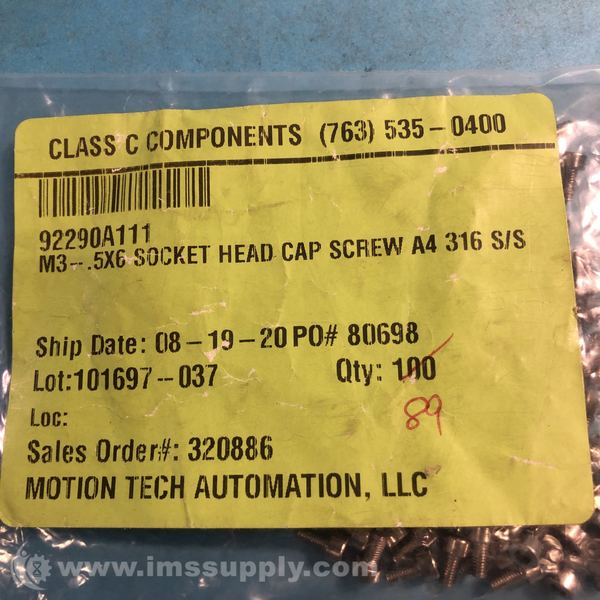 CLASS C COMPONENTS (763) 535-0400
92290A111
M3-.5X6 SOCKET HEAD CAP SCREW A4 316 S/S
Ship Date: 08-19-20 PO# 80698
Lot:101697-037 Qty: 100
89
Loc:
Sales Order#: 320886
MOTION TECH AUTOMATION, LLC
www.imssupply.com